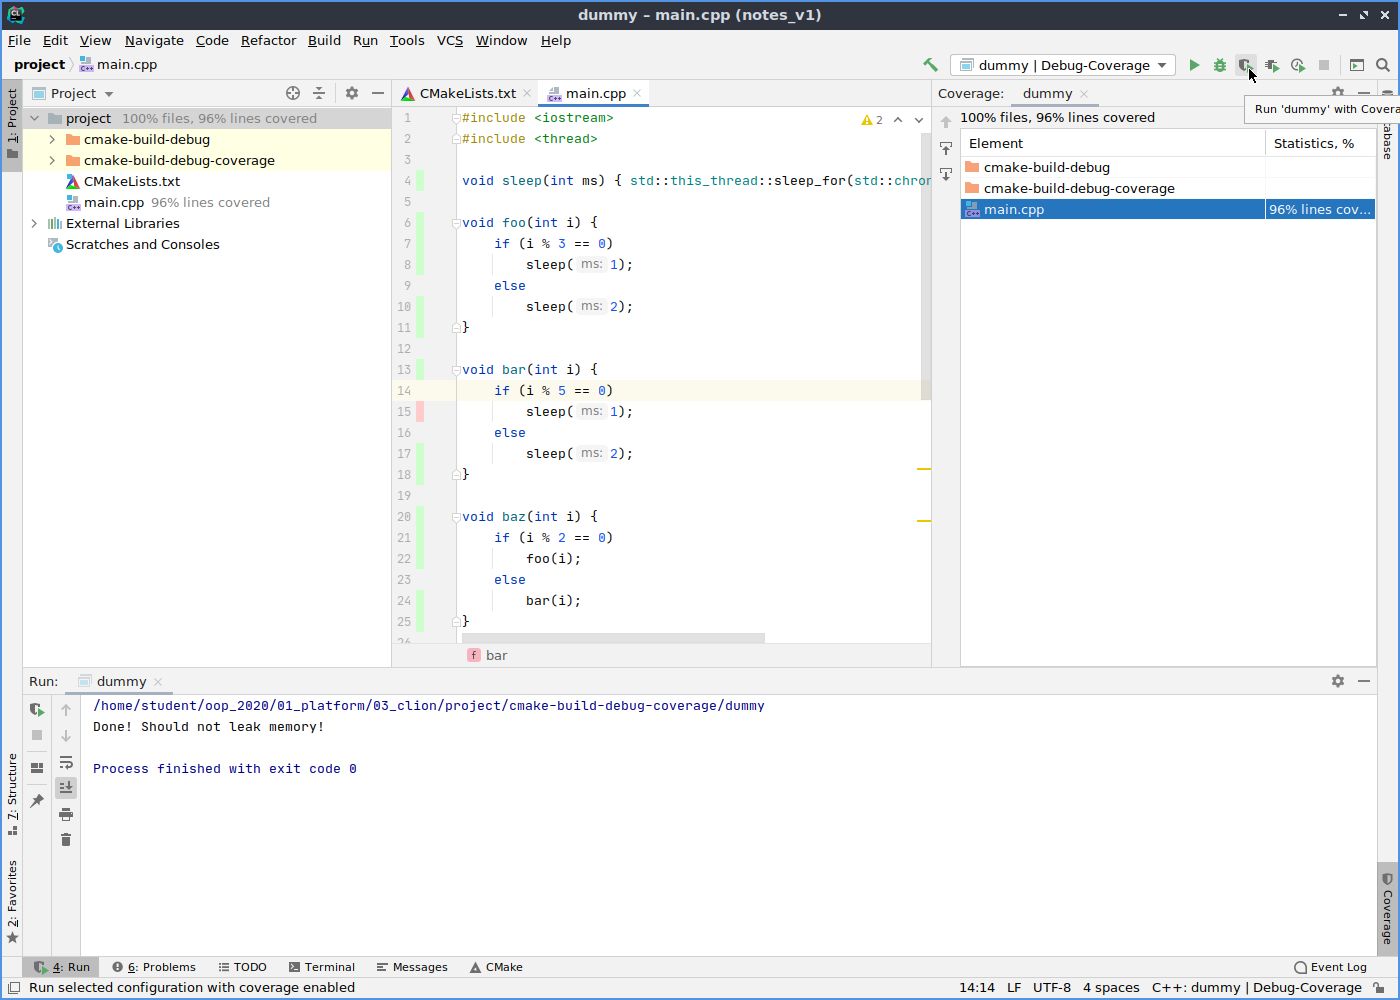 dummy – main.cpp (notes_v1)
File Edit View Navigate Code Refactor Build Run Tools VCS Window Help
project main.cpp
dummy | Debug-Coverage
1: Project
Project
project 100% files, 96% lines covered
cmake-build-debug
cmake-build-debug-coverage
CMakeLists.txt
main.cpp 96% lines covered
External Libraries
Scratches and Consoles
CMakeLists.txt
main.cpp
2
1 #include <iostream>
2 #include <thread>
3
4 void sleep(int ms) { std::this_thread::sleep_for(std::chron
5
6 void foo(int i) {
7 if (i % 3 == 0)
8 sleep( ms: 1);
9 else
10 sleep( ms: 2);
11 }
12
13 void bar(int i) {
14 if (i % 5 == 0)
15 sleep( ms: 1);
16 else
17 sleep( ms: 2);
18 }
19
20 void baz(int i) {
21 if (i % 2 == 0)
22 foo(i);
23 else
24 bar(i);
25 }
26
f bar
Coverage: dummy
Run 'dummy' with Covera
100% files, 96% lines covered
Element Statistics, %
cmake-build-debug
cmake-build-debug-coverage
main.cpp 96% lines cov...
abase
Coverage
Run: dummy
/home/student/oop_2020/01_platform/03_clion/project/cmake-build-debug-coverage/dummy
Done! Should not leak memory!
Process finished with exit code 0
7: Structure
2: Favorites
4: Run 6: Problems TODO Terminal Messages CMake Event Log
Run selected configuration with coverage enabled 14:14 LF UTF-8 4 spaces C++: dummy | Debug-Coverage